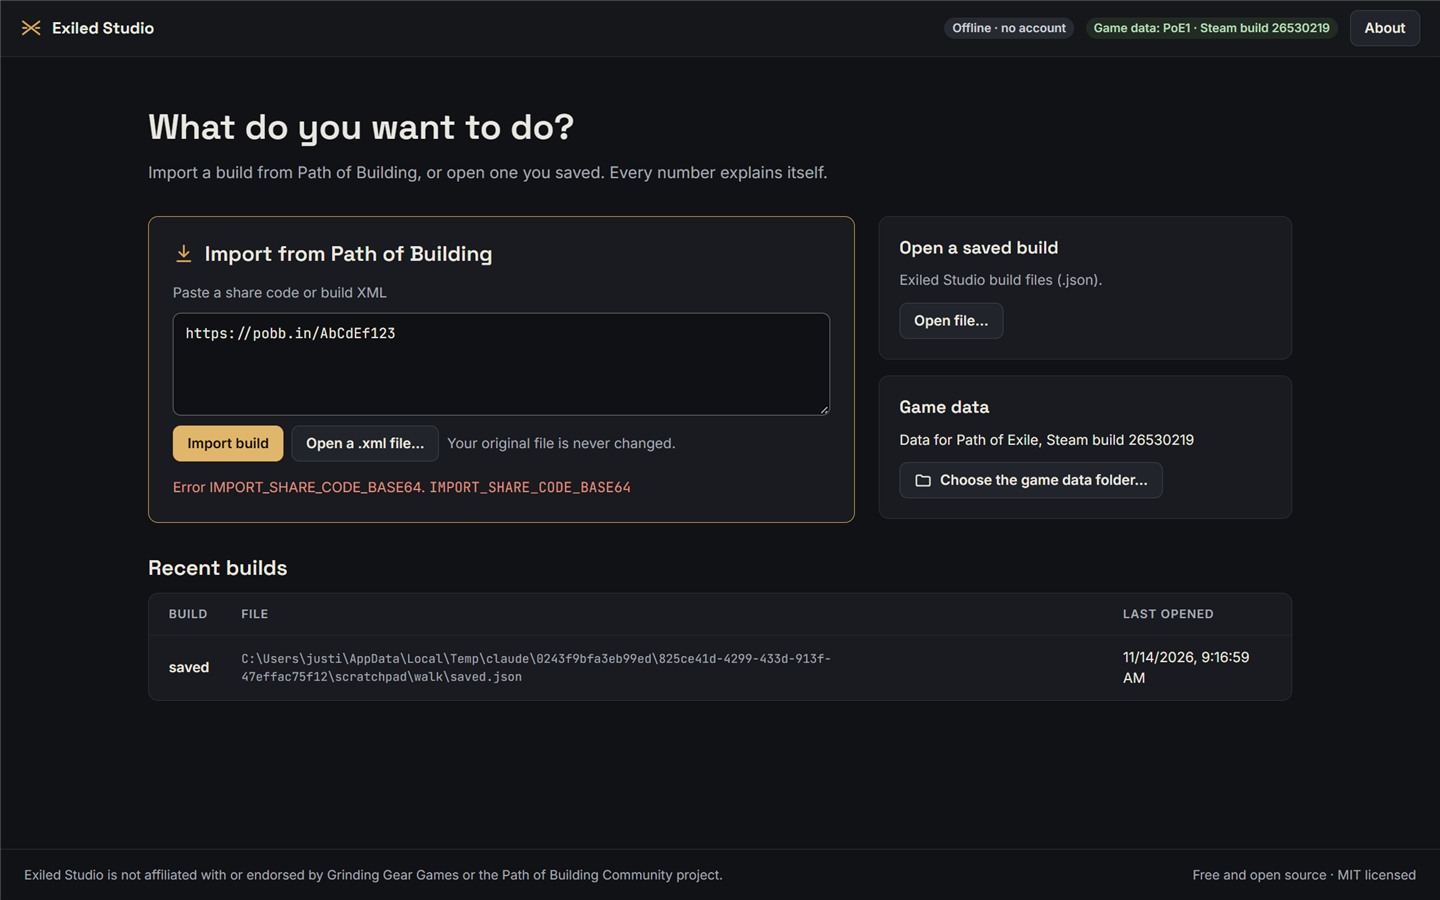 Exiled Studio
Offline · no account
Game data: PoE1 · Steam build 26530219
About
What do you want to do?
Import a build from Path of Building, or open one you saved. Every number explains itself.
Import from Path of Building
Paste a share code or build XML
https://pobb.in/AbCdEf123
Import build
Open a .xml file...
Your original file is never changed.
Error IMPORT_SHARE_CODE_BASE64. IMPORT_SHARE_CODE_BASE64
Open a saved build
Exiled Studio build files (.json).
Open file...
Game data
Data for Path of Exile, Steam build 26530219
Choose the game data folder...
Recent builds
BUILD
FILE
LAST OPENED
saved
C:\Users\justi\AppData\Local\Temp\claude\0243f9bfa3eb99ed\825ce41d-4299-433d-913f-
47effac75f12\scratchpad\walk\saved.json
11/14/2026, 9:16:59
AM
Exiled Studio is not affiliated with or endorsed by Grinding Gear Games or the Path of Building Community project.
Free and open source · MIT licensed